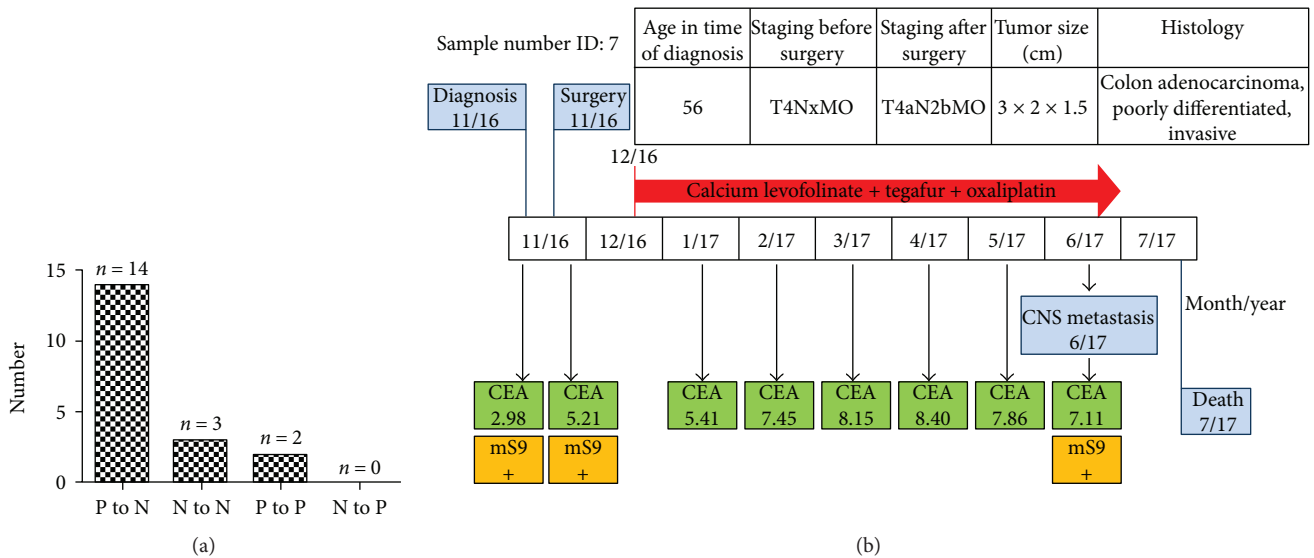 15
10
5
0
Number
n = 14
n = 3
n = 2
n = 0
P to N
N to N
P to P
N to P
(a)
Sample number ID: 7
Age in time
of diagnosis
Staging before
surgery
Staging after
surgery
Tumor size
(cm)
Histology
56
T4NxMO
T4aN2bMO
3 × 2 × 1.5
Colon adenocarcinoma,
poorly differentiated,
invasive
Diagnosis
11/16
Surgery
11/16
12/16
Calcium levofolinate + tegafur + oxaliplatin
11/16
12/16
1/17
2/17
3/17
4/17
5/17
6/17
7/17
Month/year
CNS metastasis
6/17
CEA
2.98
CEA
5.21
CEA
5.41
CEA
7.45
CEA
8.15
CEA
8.40
CEA
7.86
CEA
7.11
Death
7/17
mS9
+
mS9
+
mS9
+
(b)